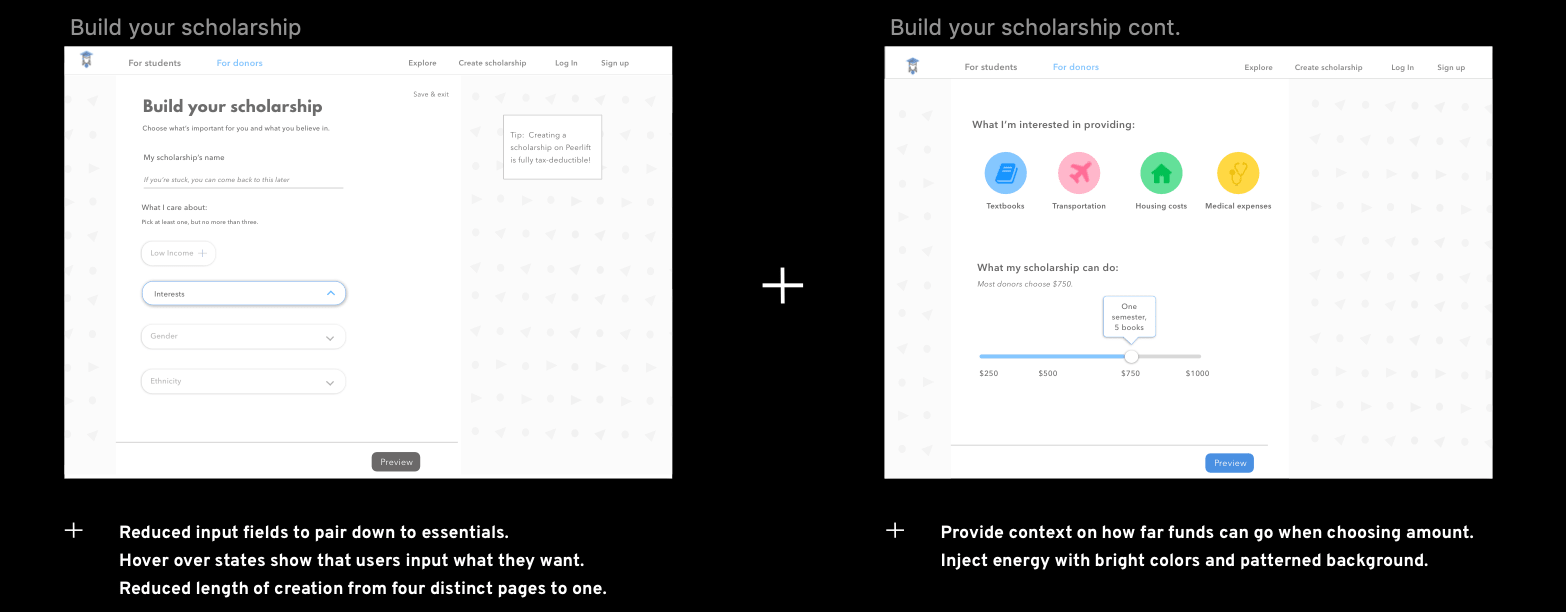 Build your scholarship
For students For donors Explore Create scholarship Log In Sign up
Save & exit
Build your scholarship
Choose what's important for you and what you believe in.
My scholarship's name
If you're stuck, you can come back to this later
What I care about:
Pick at least one, but no more than three.
Low Income
Interests
Gender
Ethnicity
Tip: Creating a
scholarship on Peerlift
is fully tax-deductible!
Preview
Reduced input fields to pair down to essentials.
Hover over states show that users input what they want.
Reduced length of creation from four distinct pages to one.
Build your scholarship cont.
For students For donors Explore Create scholarship Log In Sign up
What I'm interested in providing:
Textbooks Transportation Housing costs Medical expenses
What my scholarship can do:
Most donors choose $750.
One
semester,
5 books
$250 $500 $750 $1000
Preview
Provide context on how far funds can go when choosing amount.
Inject energy with bright colors and patterned background.